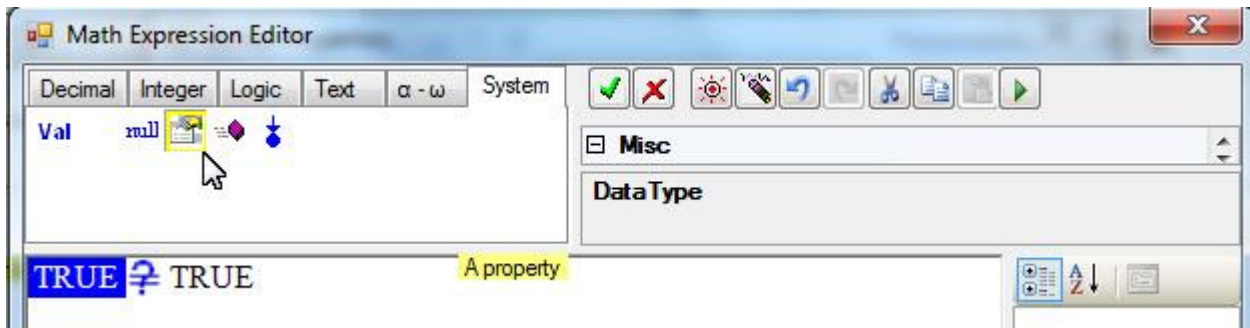 Math Expression Editor
Decimal Integer Logic Text α - ω System
Val null
Misc
DataType
TRUE TRUE
A property
A
Z